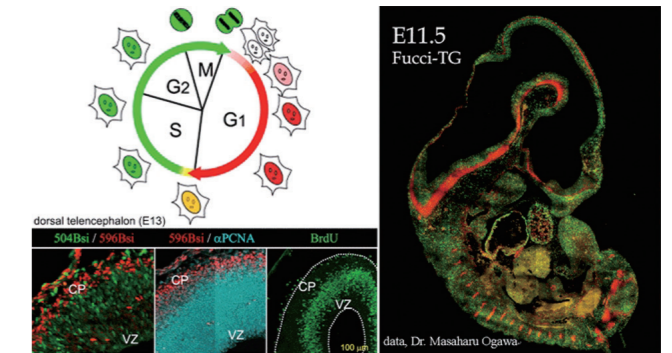 M
G2
G1
S
dorsal telencephalon (E13)
504Bsi / 596Bsi
596Bsi / αPCNA
BrdU
CP
VZ
CP
VZ
CP
VZ
100 μm
E11.5
Fucci-TG
data, Dr. Masaharu Ogawa